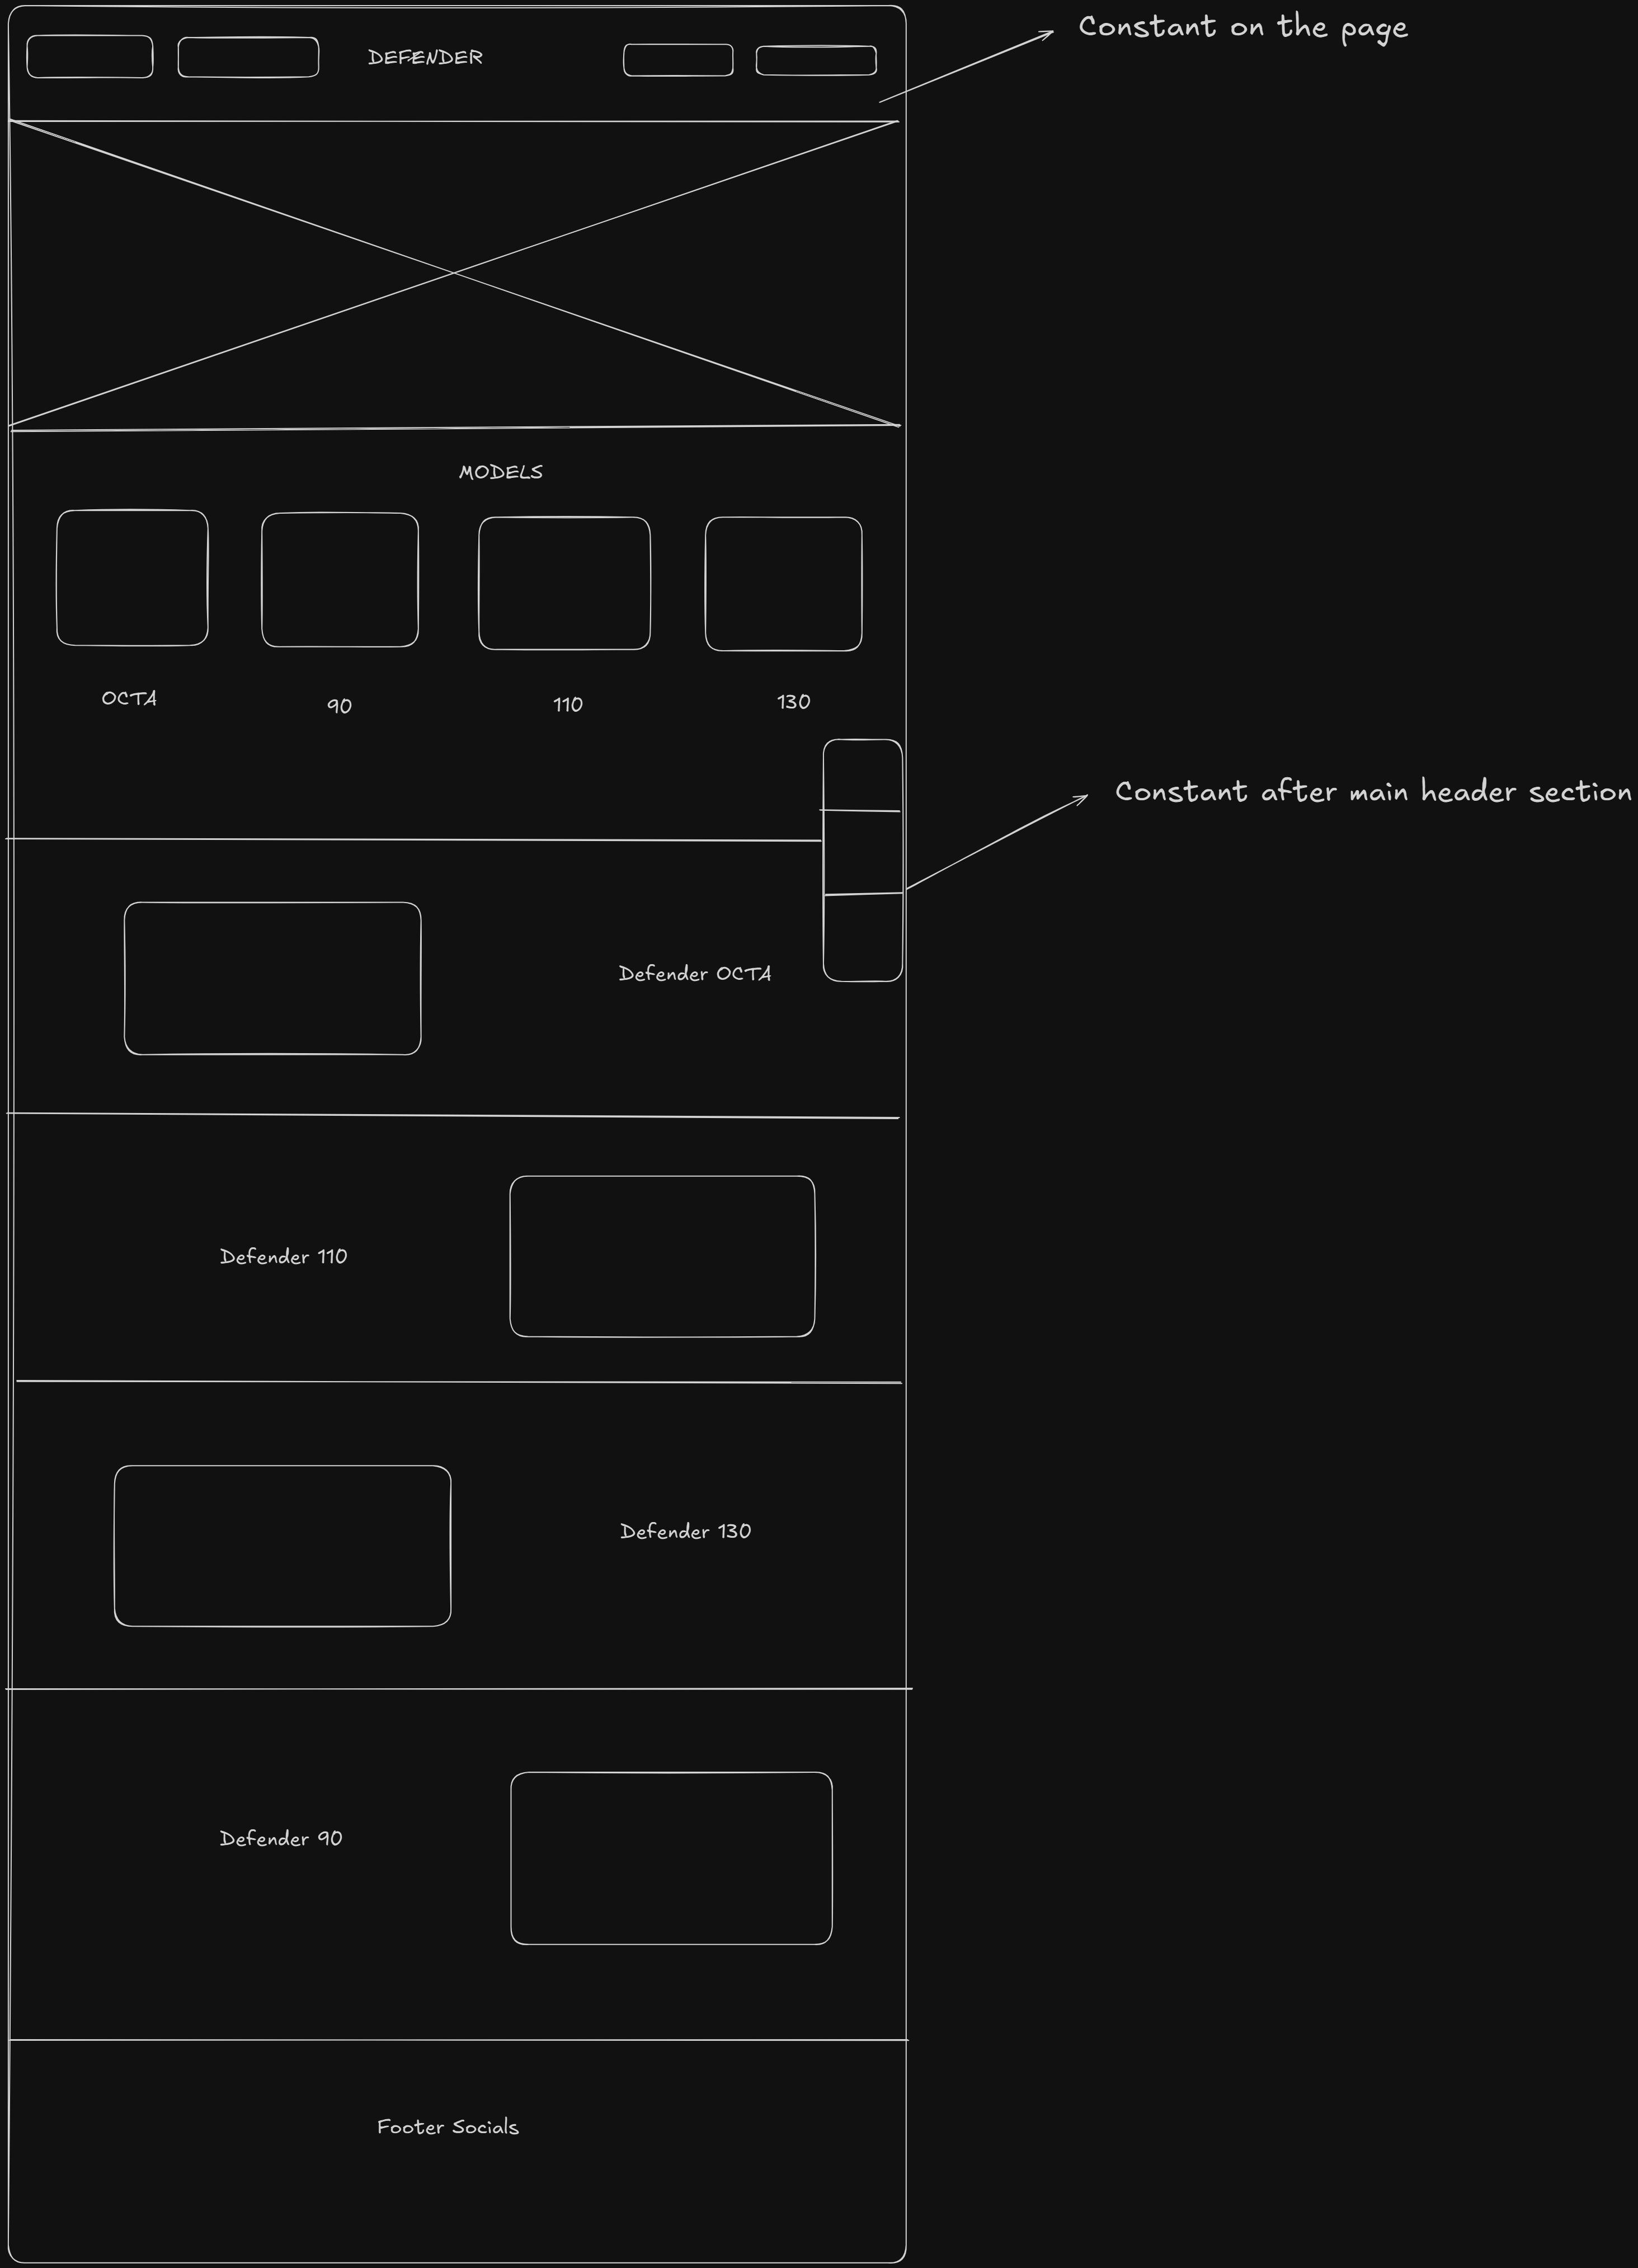 Constant on the page
DEFENDER
MODELS
OCTA
90
110
130
Constant after main header section
Defender OCTA
Defender 110
Defender 130
Defender 90
Footer Socials